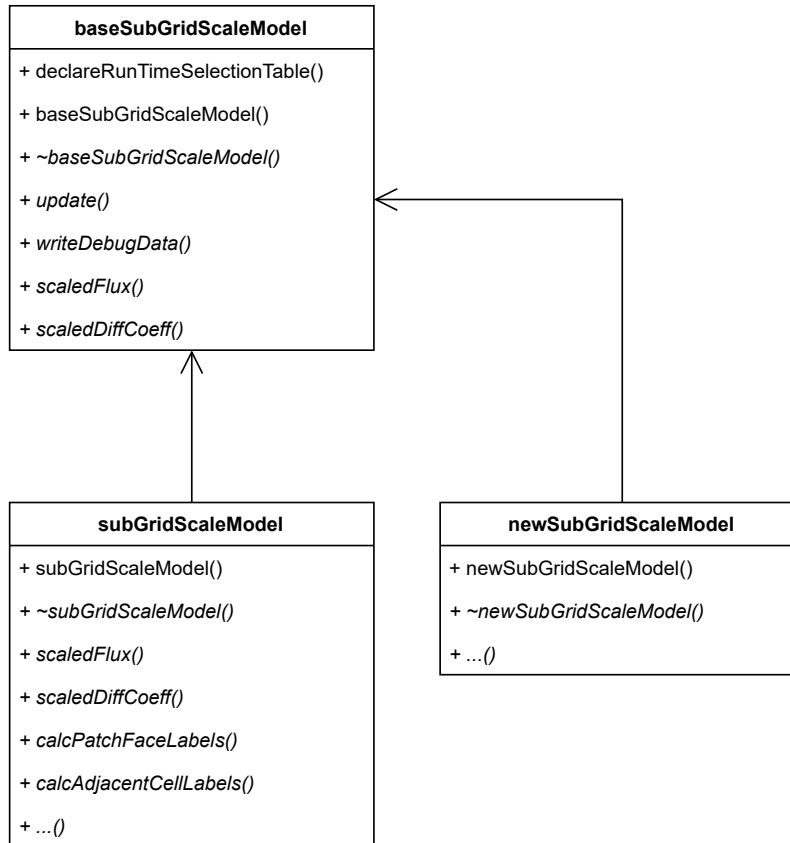 baseSubGridScaleModel
+ declareRunTimeSelectionTable()
+ baseSubGridScaleModel()
+ ~baseSubGridScaleModel()
+ update()
+ writeDebugData()
+ scaledFlux()
+ scaledDiffCoeff()
subGridScaleModel
+ subGridScaleModel()
+ ~subGridScaleModel()
+ scaledFlux()
+ scaledDiffCoeff()
+ calcPatchFaceLabels()
+ calcAdjacentCellLabels()
+ ...()
newSubGridScaleModel
+ newSubGridScaleModel()
+ ~newSubGridScaleModel()
+ ...()